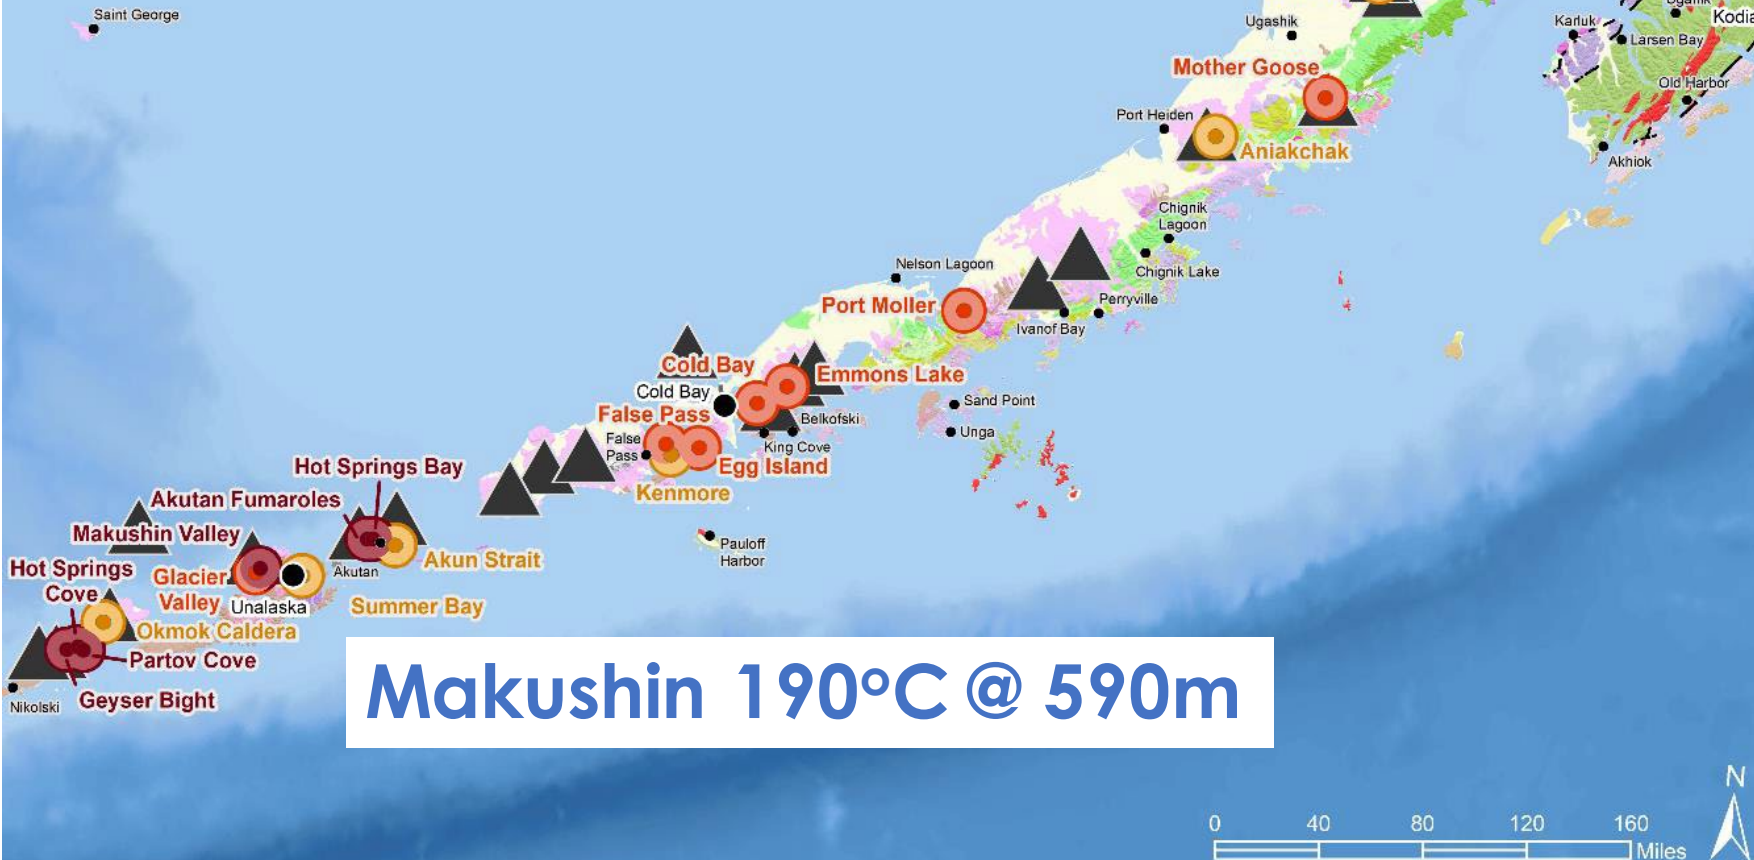 Saint George
Ugashik
Karluk
Larsen Bay
Old Harbor
Akhiok
Mother Goose
Port Heiden
Aniakchak
Chignik
Lagoon
Chignik Lake
Nelson Lagoon
Port Moller
Perryville
Ivanof Bay
Cold Bay
Emmons Lake
Cold Bay
Sand Point
False Pass
Belkofski
Unga
False
Pass
King Cove
Egg Island
Kenmore
Hot Springs Bay
Akutan Fumaroles
Makushin Valley
Pauloff
Harbor
Akun Strait
Akutan
Hot Springs
Cove
Glacier
Valley
Unalaska
Summer Bay
Okmok Caldera
Partov Cove
Geyser Bight
Nikolski
Makushin 190°C @ 590m
N
0 40 80 120 160
Miles